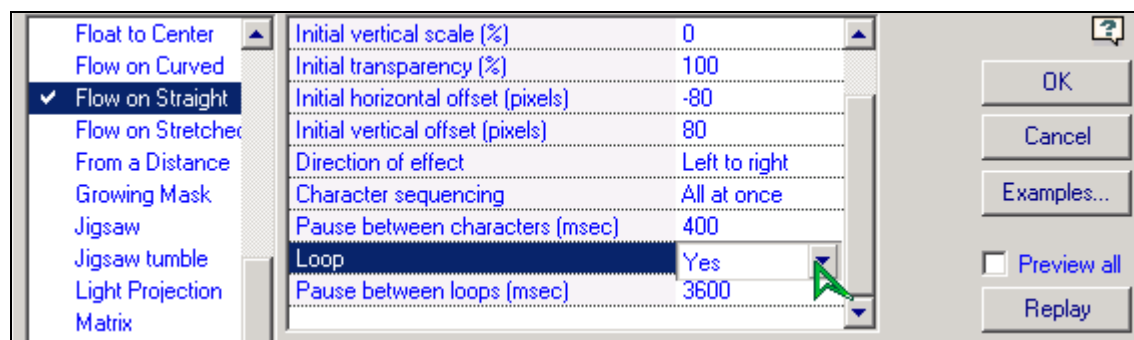 Float to Center
Flow on Curved
Flow on Straight
Flow on Stretched
From a Distance
Growing Mask
Jigsaw
Jigsaw tumble
Light Projection
Matrix
Initial vertical scale (%) 0
Initial transparency (%) 100
Initial horizontal offset (pixels) -80
Initial vertical offset (pixels) 80
Direction of effect Left to right
Character sequencing All at once
Pause between characters (msec) 400
Loop Yes
Pause between loops (msec) 3600
OK
Cancel
Examples...
Preview all
Replay